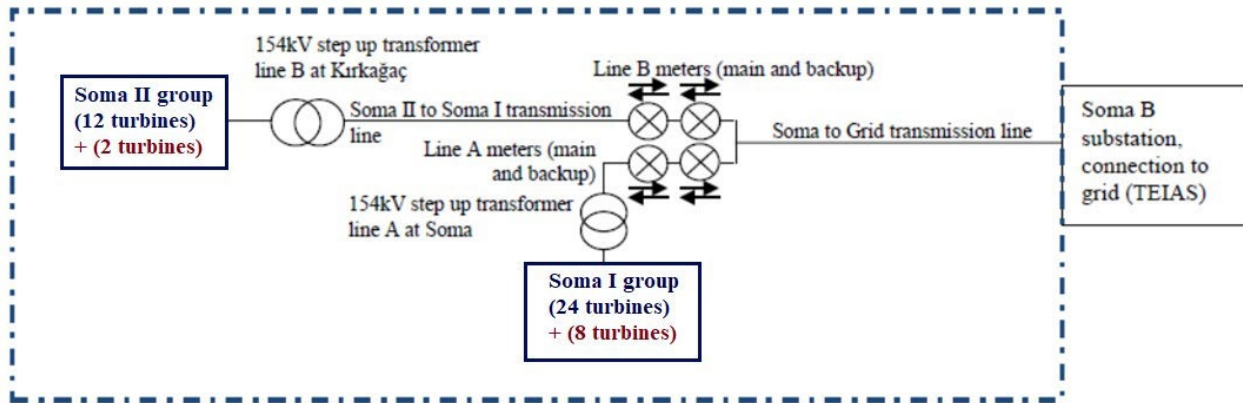 154kV step up transformer
line B at Kırkağaç
Soma II group
(12 turbines)
+ (2 turbines)
Soma II to Soma I transmission
line
Line B meters (main and backup)
Line A meters (main
and backup)
154kV step up transformer
line A at Soma
Soma I group
(24 turbines)
+ (8 turbines)
Soma to Grid transmission line
Soma B
substation,
connection to
grid (TEIAS)